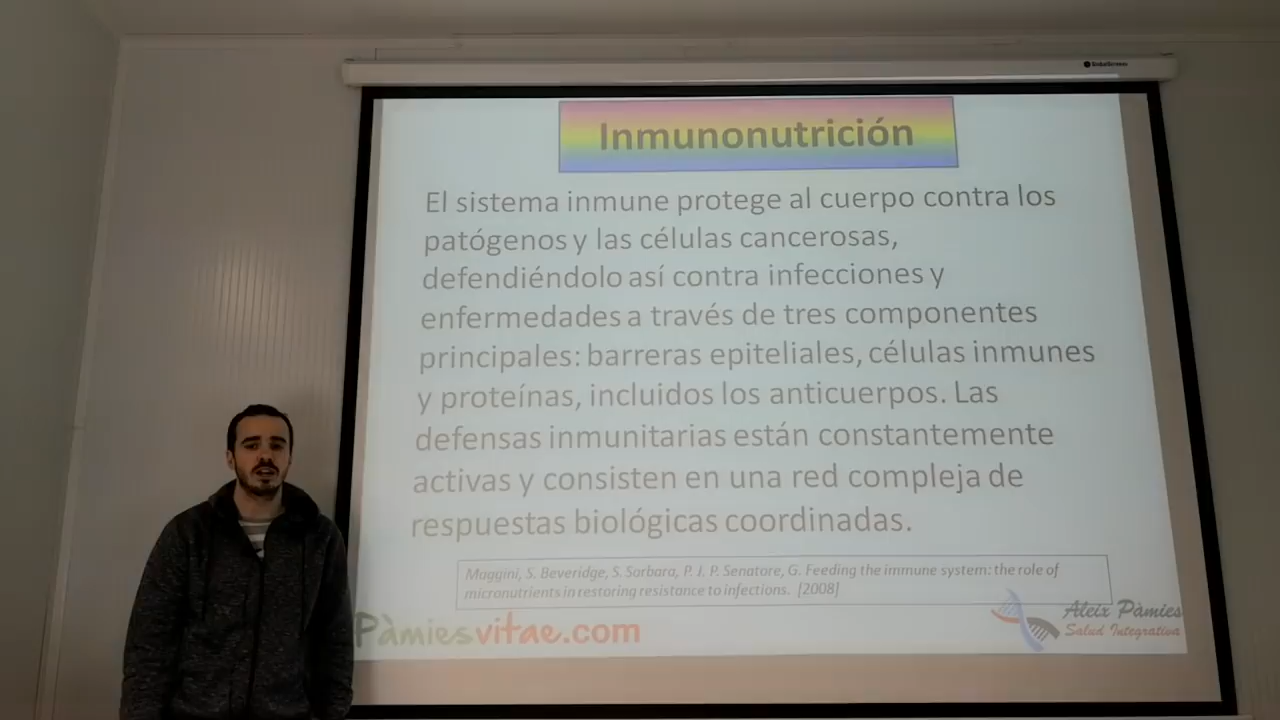 Inmunonutrición
El sistema inmune protege al cuerpo contra los
patógenos y las células cancerosas,
defendiéndolo así contra infecciones y
enfermedades a través de tres componentes
principales: barreras epiteliales, células inmunes
y proteínas, incluidos los anticuerpos. Las
defensas inmunitarias están constantemente
activas y consisten en una red compleja de
respuestas biológicas coordinadas.
Maggini, S. Beveridge, S. Sorbara, P. J. P. Senatore, G. Feeding the immune system: the role of
micronutrients in restoring resistance to infections. [2008]
Pàmiesvitae.com
Aleix Pàmies
Salud Integrativa